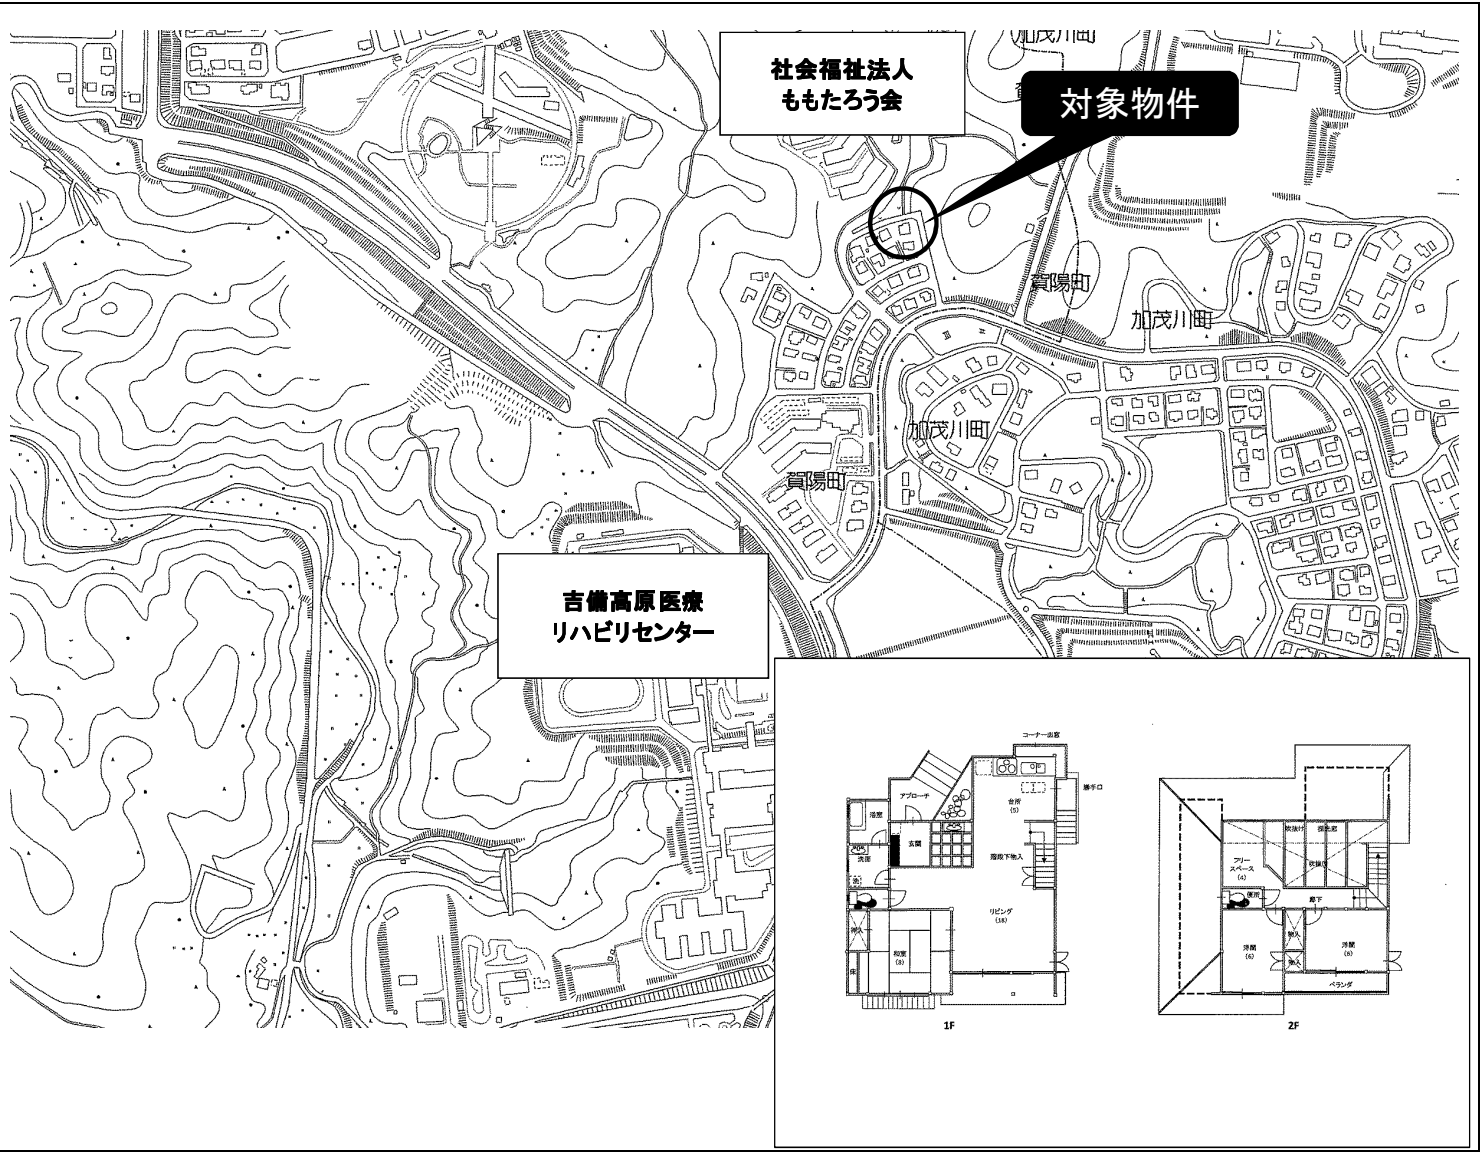 加茂川町
社会福祉法人
ももたろう会
対象物件
賀陽町
加茂川町
加茂川町
賀陽町
吉備高原医療
リハビリセンター
コーナー出窓
アプローチ
勝手口
台所
(5)
浴室
玄関
洗面
洗
階段下物入
リビング
(18)
押入
和室
(8)
床
1F
吹抜け
採光窓
フリー
スペース
(4)
吹抜け
便所
廊下
物入
洋間
(6)
洋間
物入
ベランダ
2F